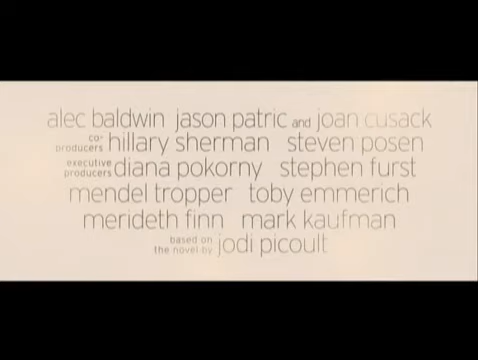 alec baldwin jason patric and joan cusack
co-producers hillary sherman steven posen
executive producers diana pokorny stephen furst
mendel tropper toby emmerich
merideth finn mark kaufman
based on the novel by jodi picoult